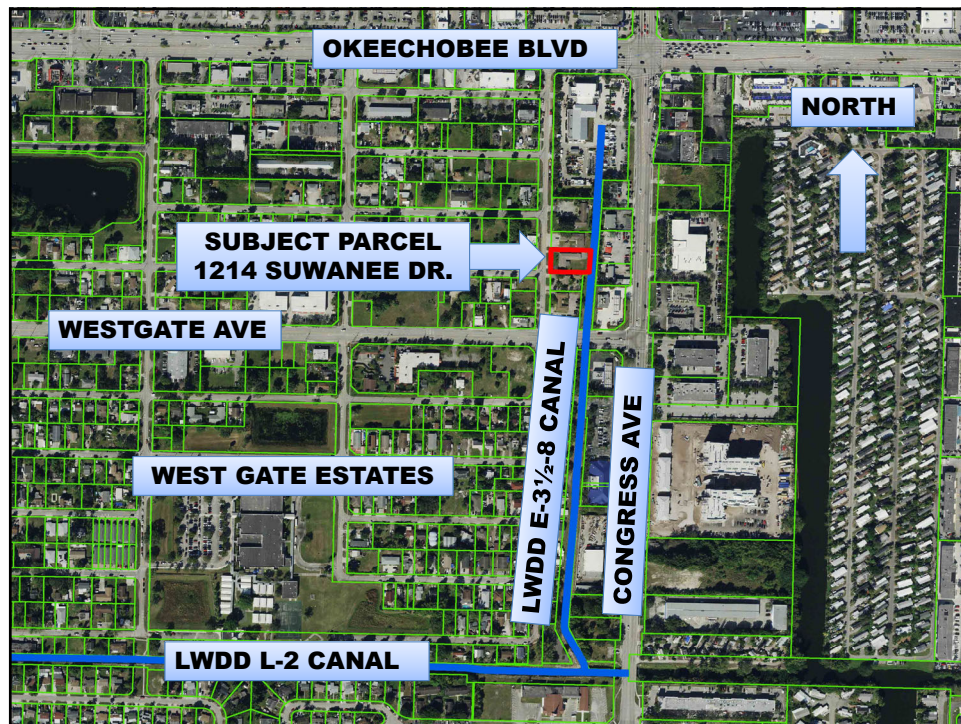 OKEECHOBEE BLVD
NORTH
SUBJECT PARCEL
1214 SUWANEE DR.
WESTGATE AVE
LWDD E-3½-8 CANAL
CONGRESS AVE
WEST GATE ESTATES
LWDD L-2 CANAL